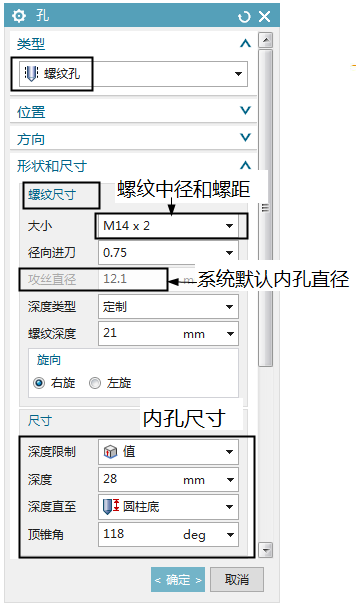 孔
类型
螺纹孔
位置
方向
形状和尺寸
螺纹尺寸
螺纹中径和螺距
大小 M14 x 2
径向进刀 0.75
攻丝直径 12.1 m
系统默认内孔直径
深度类型 定制
螺纹深度 21 mm
旋向
右旋 左旋
尺寸
内孔尺寸
深度限制 值
深度 28 mm
深度直至 圆柱底
顶锥角 118 deg
< 确定 > 取消